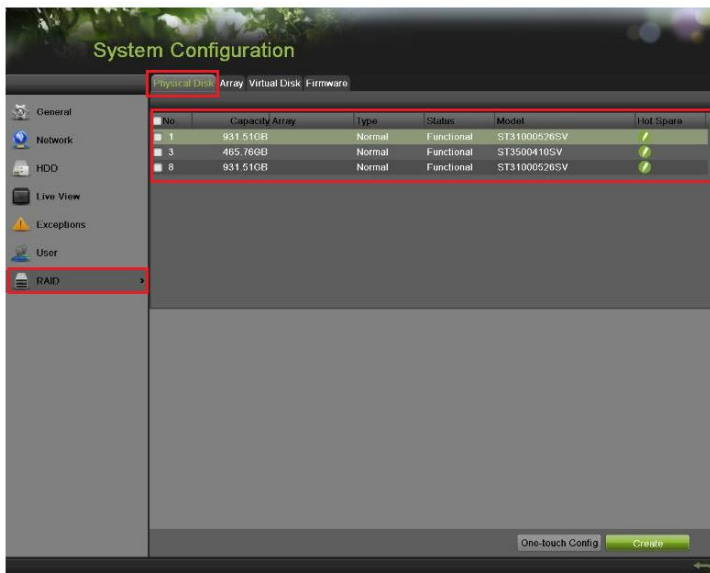 System Configuration
Physical Disk Array Virtual Disk Firmware
General
Network
HDD
Live View
Exceptions
User
RAID
No. Capacity Array Type Status Model Hot Spare
1 931.51GB Normal Functional ST31000526SV
3 465.76GB Normal Functional ST3500410SV
8 931.51GB Normal Functional ST31000526SV
One-touch Config Create